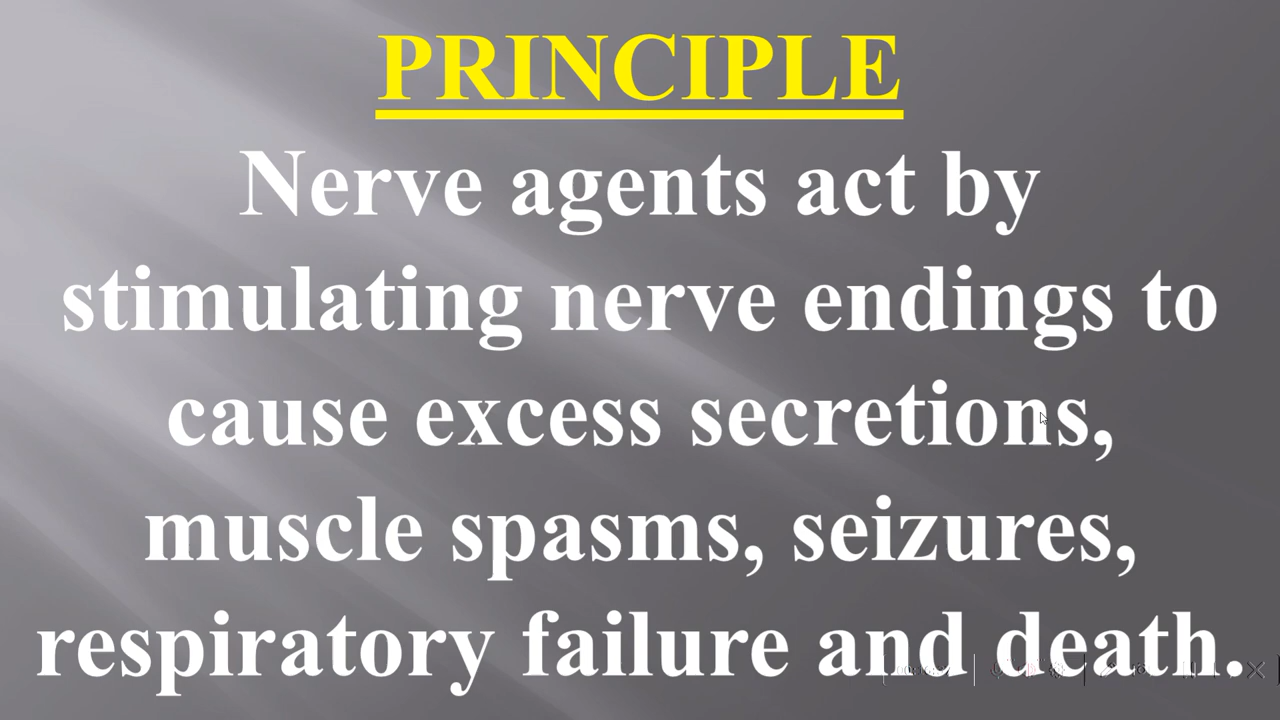 PRINCIPLE
Nerve agents act by
stimulating nerve endings to
cause excess secretions,
muscle spasms, seizures,
respiratory failure and death.